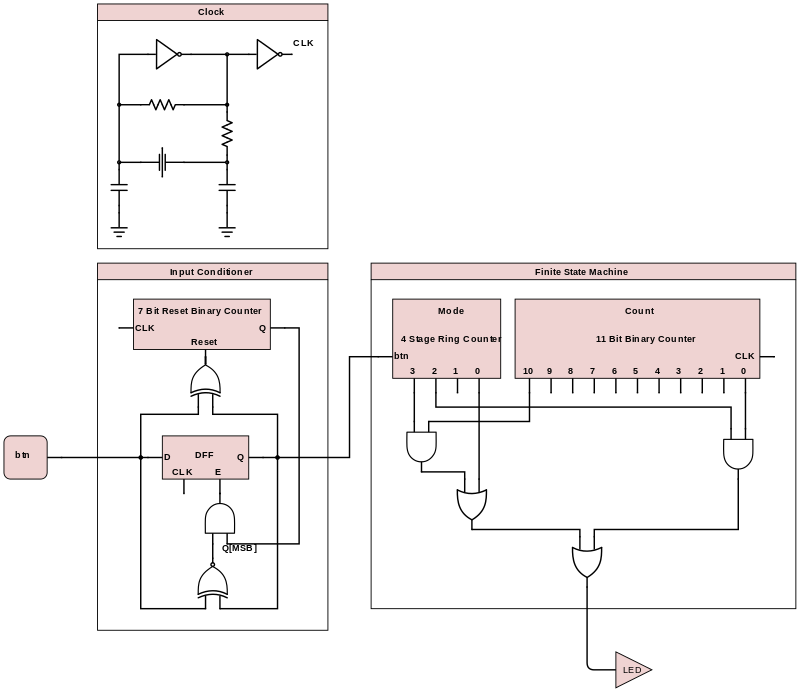 Clock
CLK
Input Conditioner
7 Bit Reset Binary Counter
CLK
Q
Reset
btn
D
DFF
Q
CLK
E
Q[MSB]
Finite State Machine
Mode
4 Stage Ring Counter
btn
3 2 1 0
Count
11 Bit Binary Counter
CLK
10 9 8 7 6 5 4 3 2 1 0
LED